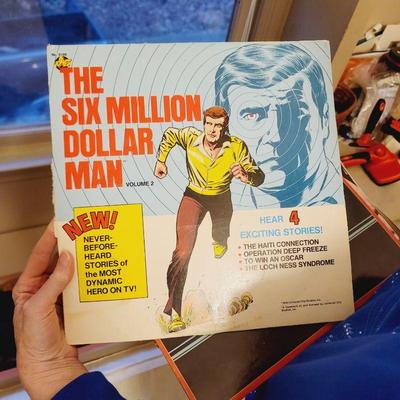 THE
SIX MILLION
DOLLAR
MAN
VOLUME 2
NEW!
NEVER-
BEFORE-
HEARD
STORIES of
the MOST
DYNAMIC
HERO ON TV!
HEAR 4
EXCITING STORIES!
• THE HAITI CONNECTION
• OPERATION DEEP FREEZE
• TO WIN AN OSCAR
• THE LOCH NESS SYNDROME